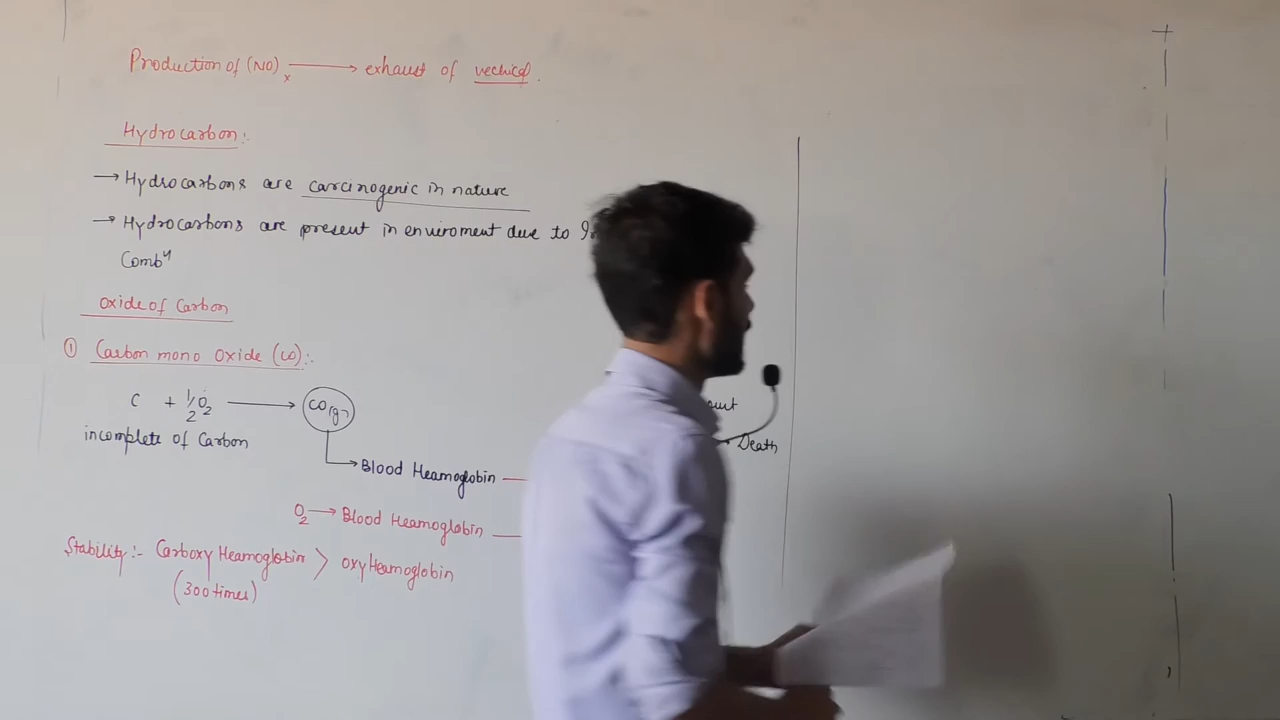 Production of (NO)x ⟶ exhaust of
Hydrocarbon:
→ Hydrocarbons are carcinogenic in nature
→ Hydrocarbons are present in enviroment due to
Combⁿ
Oxide of Carbon
① Carbon mono Oxide (CO):
C + 1/2 O2 ⟶ CO(g)
incomplete of Carbon
Death
→ Blood Heamoglobin —
O2 → Blood Heamoglobin —
Stability:- Carboxy Heamoglobin > oxyHeamoglobin
(300 times)